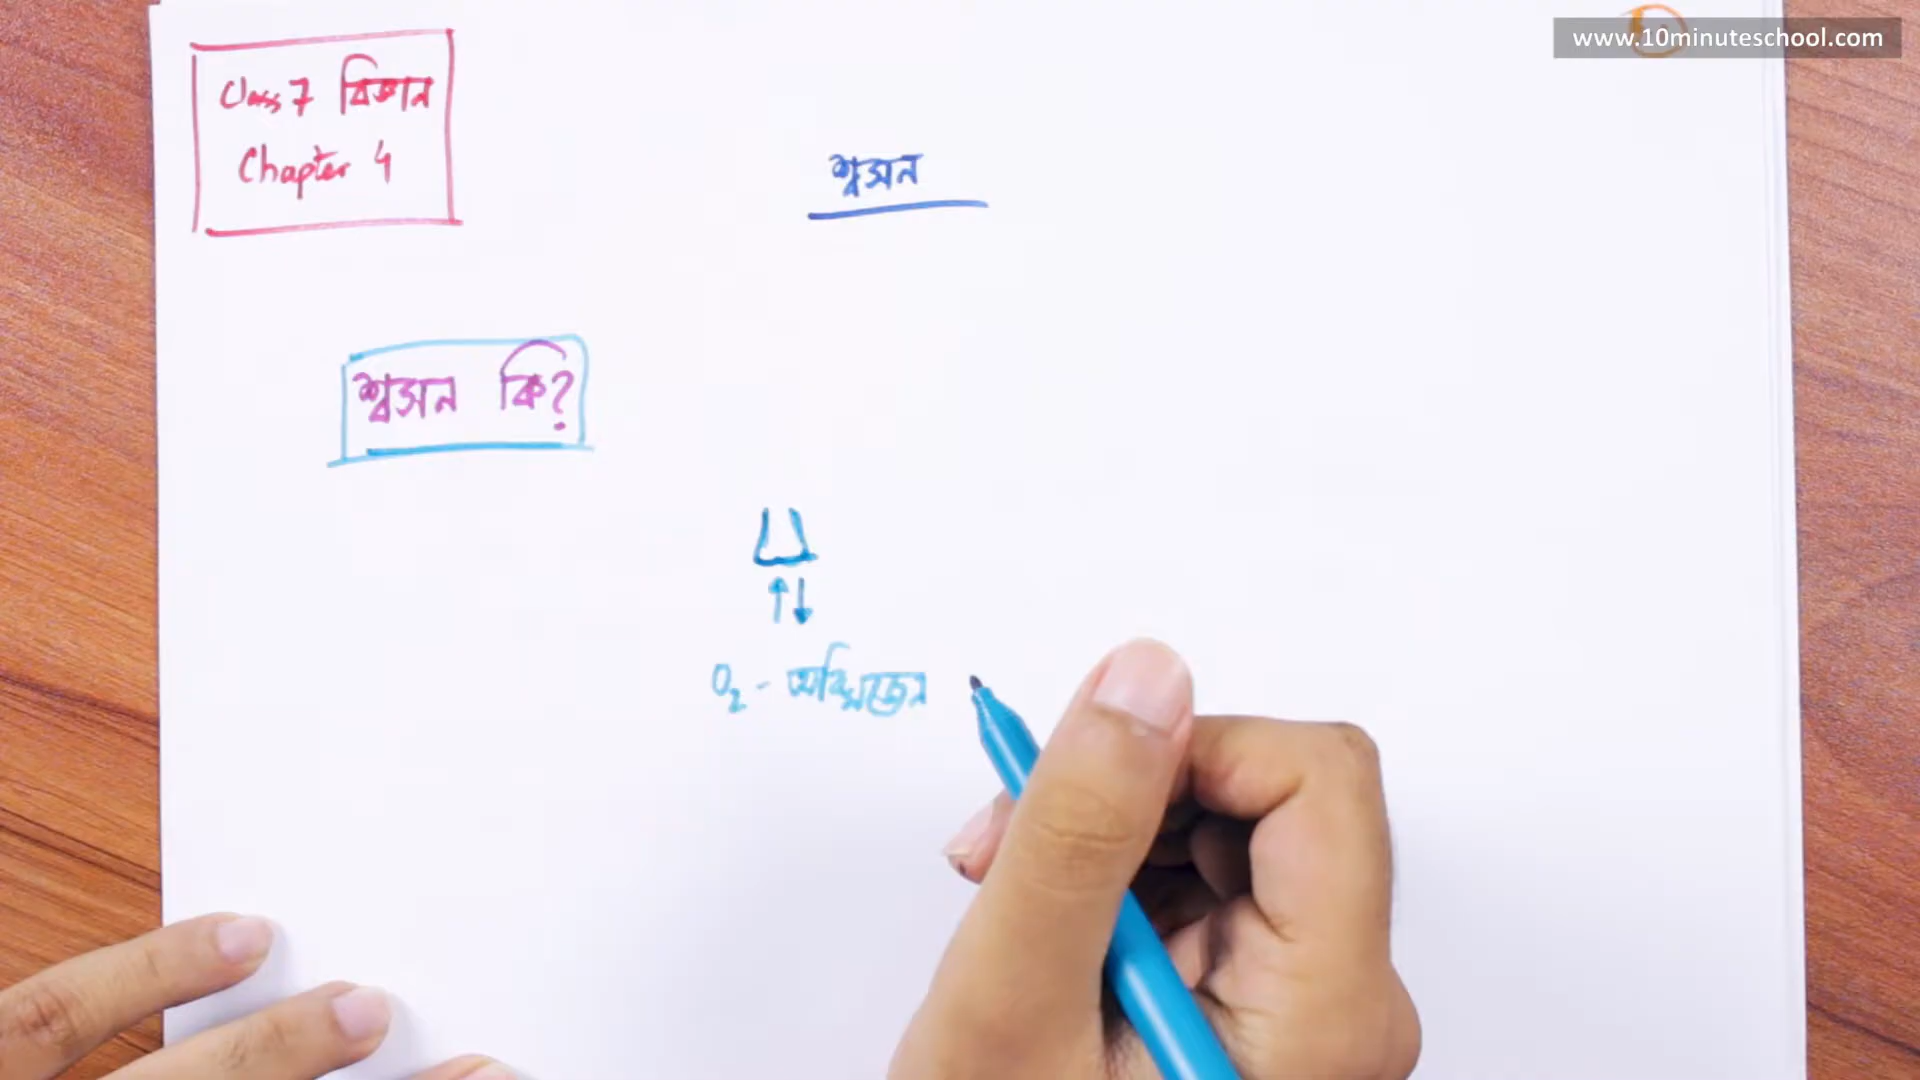 www.10minuteschool.com
Class 7 বিজ্ঞান
Chapter 4
শ্বসন
শ্বসন কি?
O₂ - অক্সিজেন